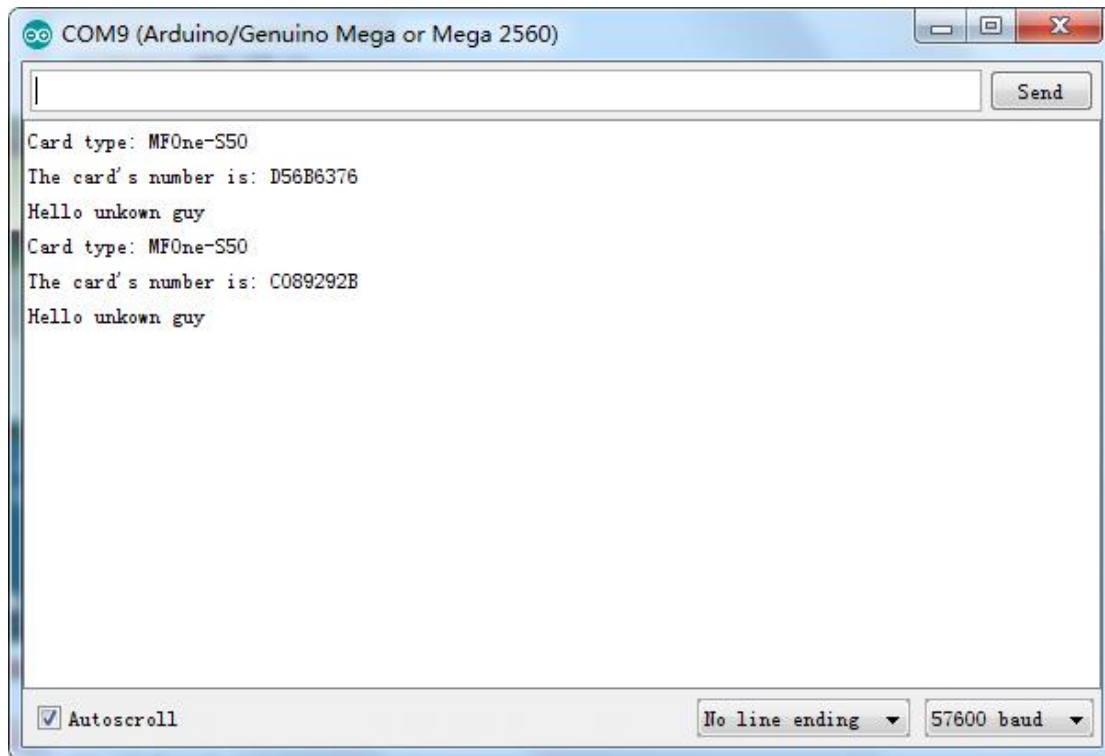 COM9 (Arduino/Genuino Mega or Mega 2560)
Send
Card type: MFOne-S50
The card's number is: D56B6376
Hello unkown guy
Card type: MFOne-S50
The card's number is: C089292B
Hello unkown guy
Autoscroll
No line ending
57600 baud